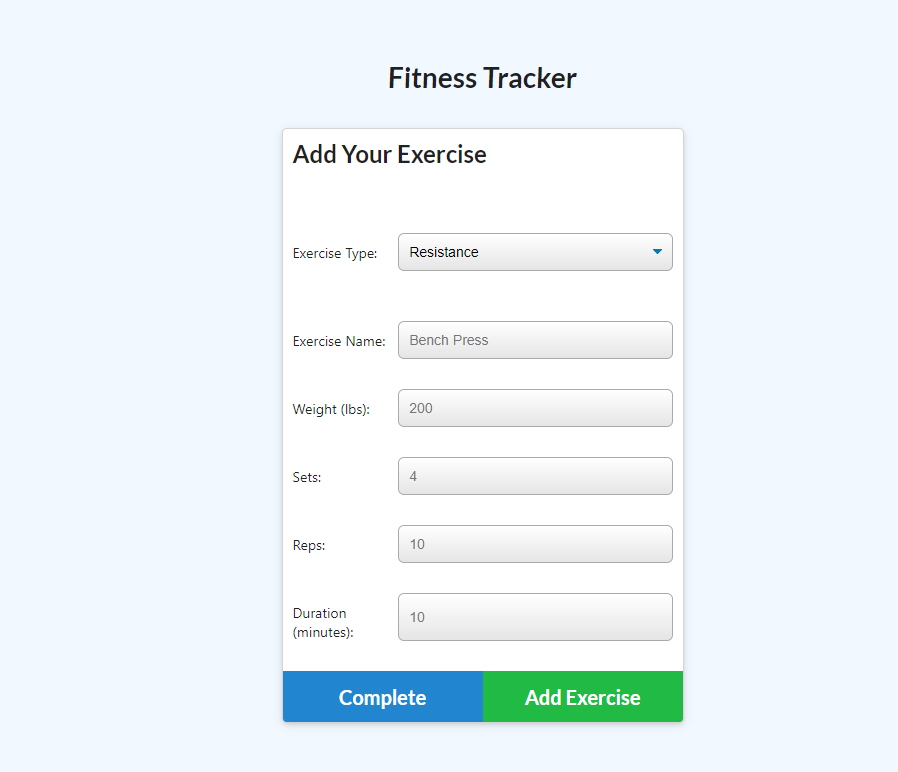 Fitness Tracker
Add Your Exercise
Exercise Type: Resistance
Exercise Name: Bench Press
Weight (lbs): 200
Sets: 4
Reps: 10
Duration
(minutes): 10
Complete Add Exercise